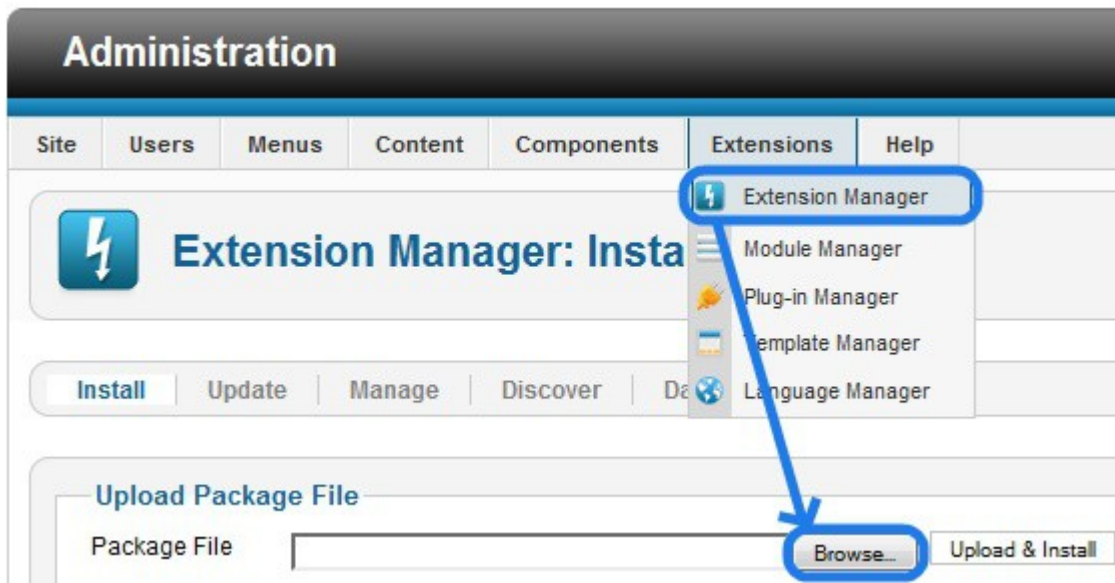 Administration
Site Users Menus Content Components Extensions Help
Extension Manager
Extension Manager: Insta
Module Manager
Plug-in Manager
Template Manager
Install Update Manage Discover Da
Language Manager
Upload Package File
Package File Browse... Upload & Install